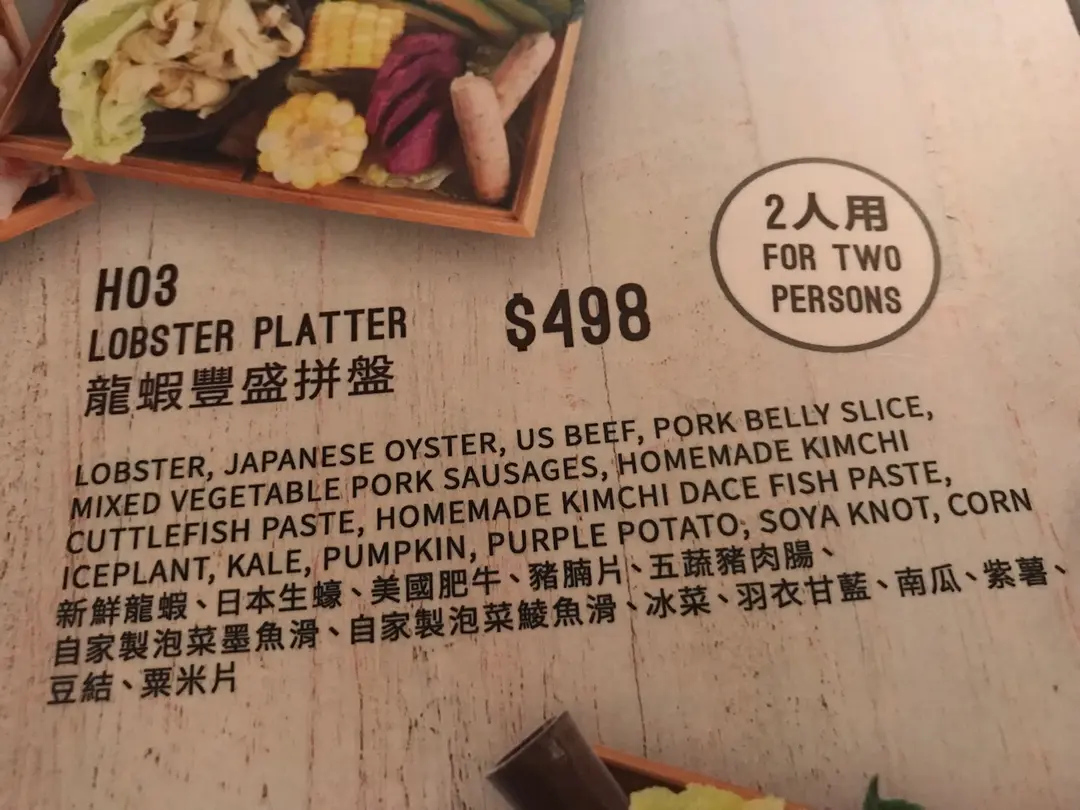 2人用
FOR TWO
PERSONS
H03
LOBSTER PLATTER
$498
龍蝦豐盛拼盤
LOBSTER, JAPANESE OYSTER, US BEEF, PORK BELLY SLICE,
MIXED VEGETABLE PORK SAUSAGES, HOMEMADE KIMCHI
CUTTLEFISH PASTE, HOMEMADE KIMCHI DACE FISH PASTE,
ICEPLANT, KALE, PUMPKIN, PURPLE POTATO, SOYA KNOT, CORN
新鮮龍蝦、日本生蠔、美國肥牛、豬腩片、五蔬豬肉腸、
自家製泡菜墨魚滑、自家製泡菜鯪魚滑、冰菜、羽衣甘藍、南瓜、紫薯、
豆結、粟米片